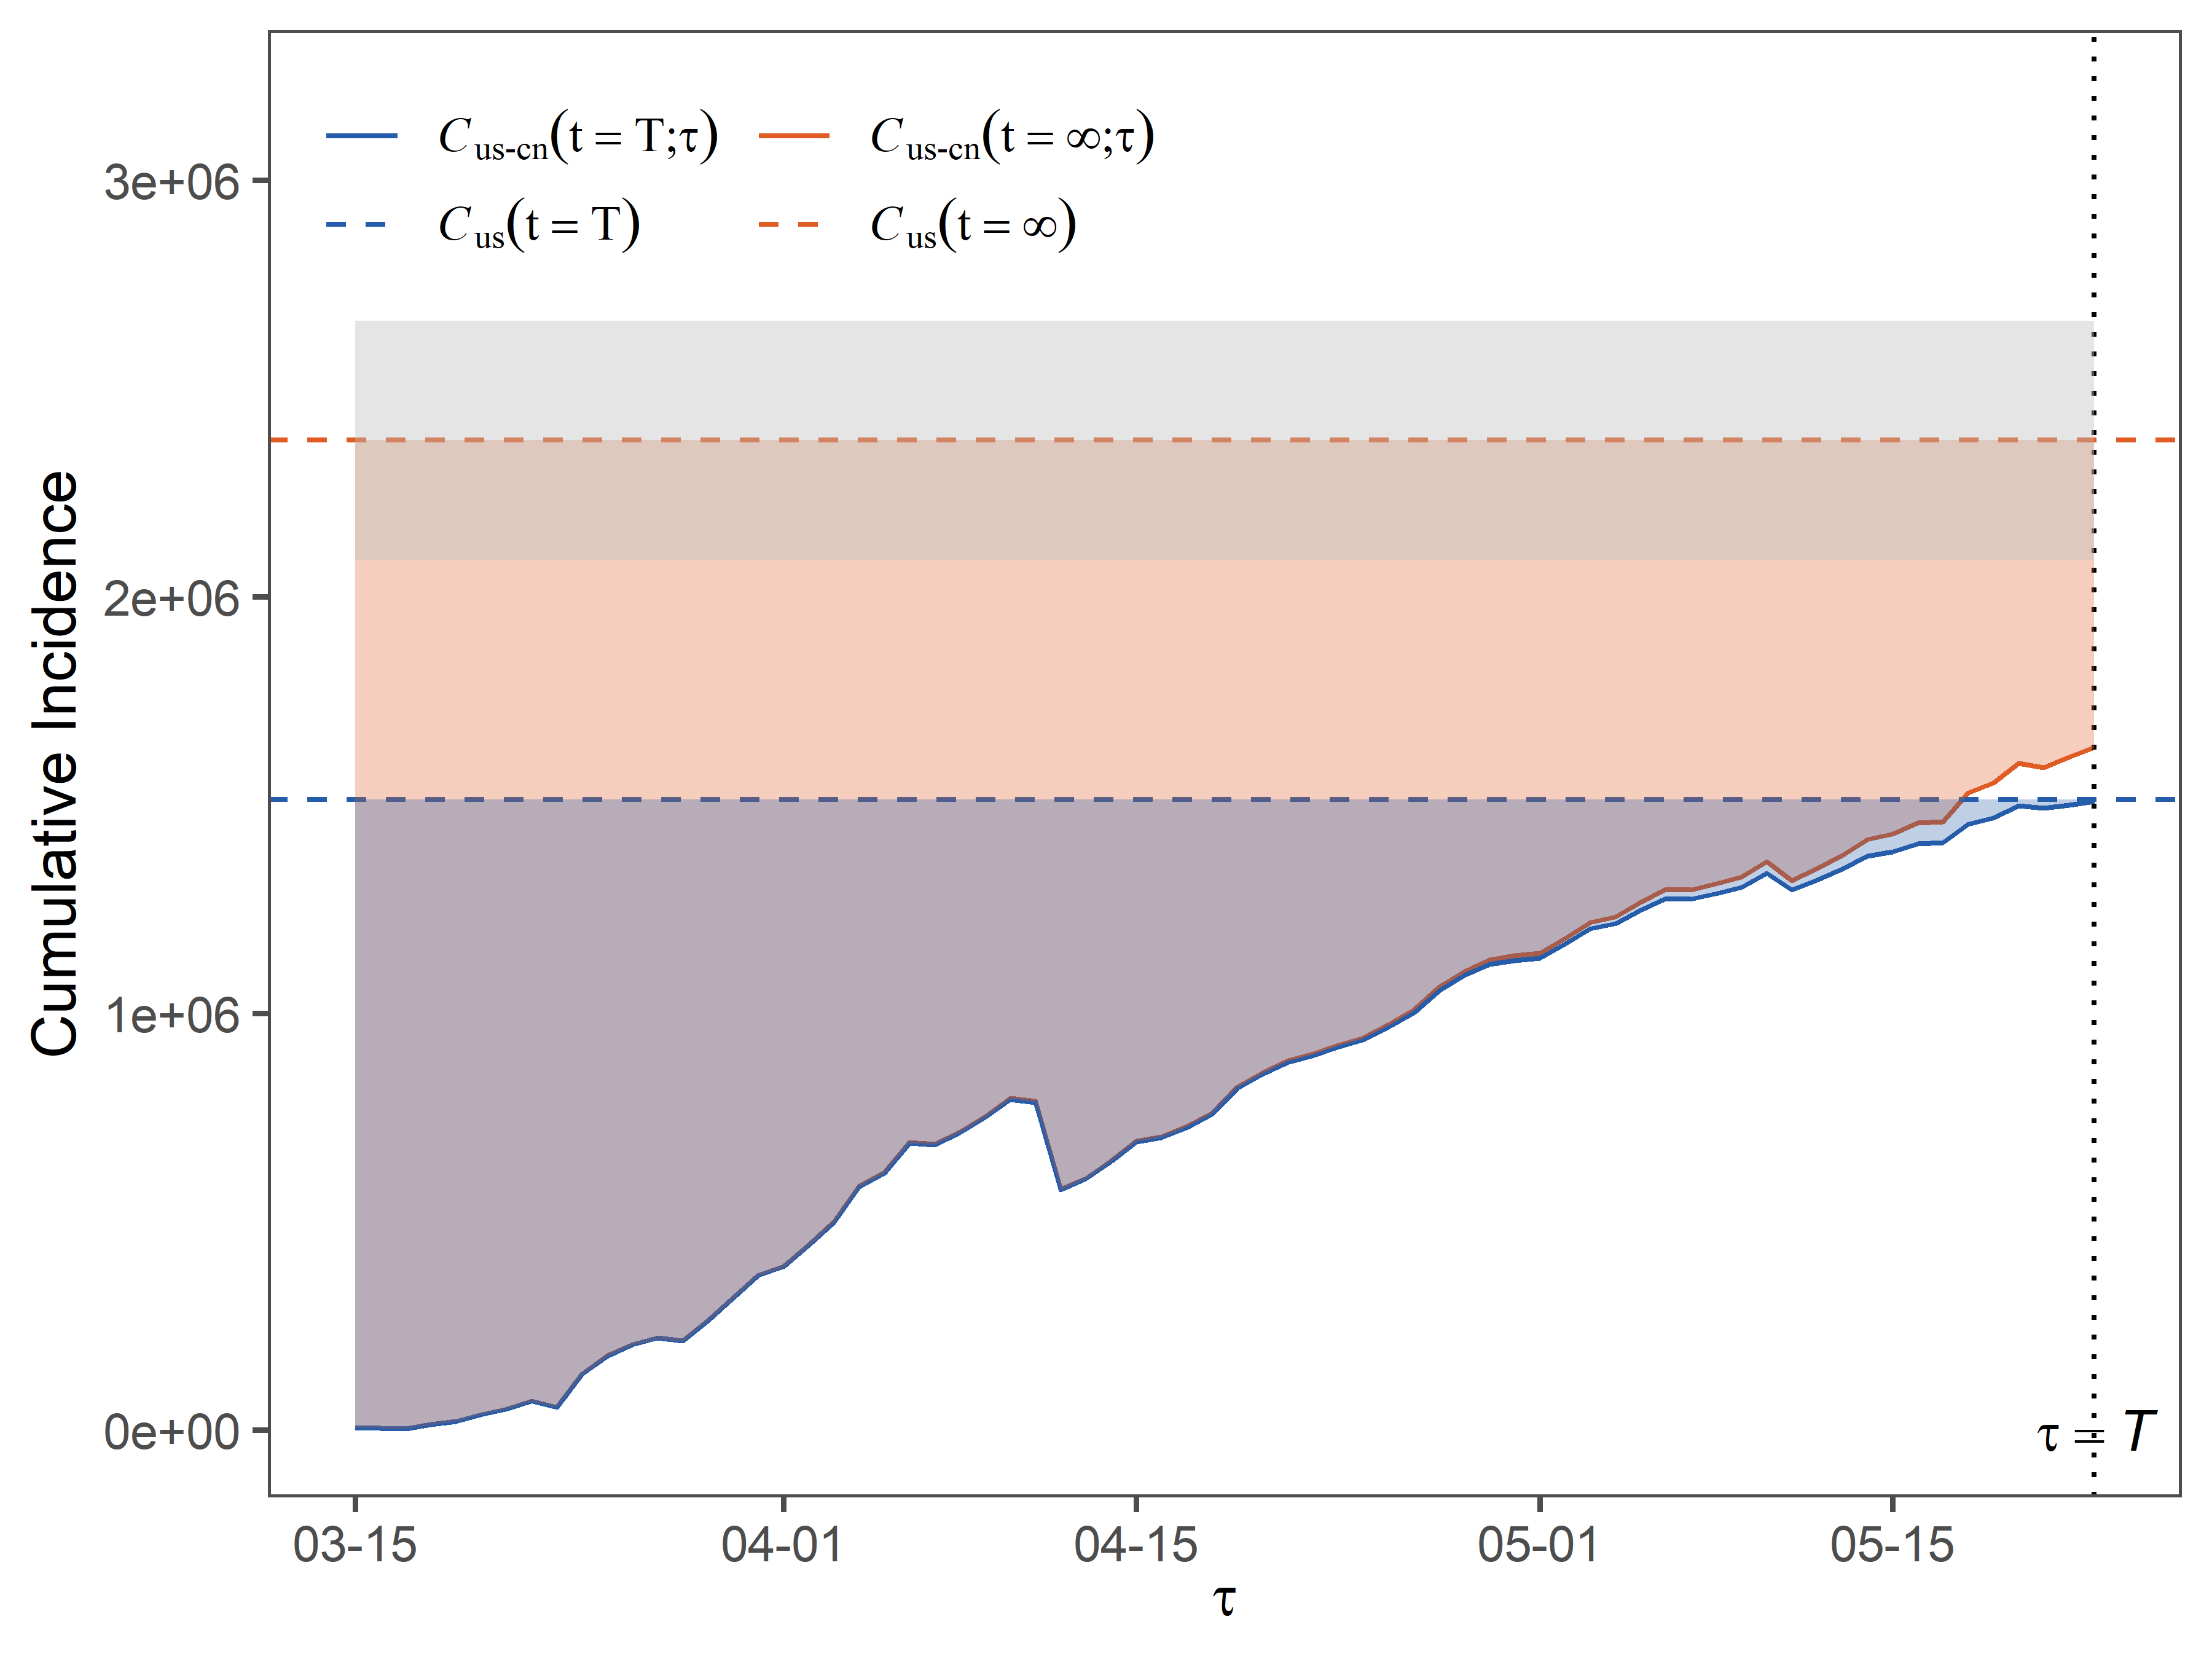 C us-cn(t = T;τ) C us-cn(t = ∞;τ)
C us(t = T) C us(t = ∞)
Cumulative Incidence
3e+06
2e+06
1e+06
0e+00
τ = T
03-15 04-01 04-15 05-01 05-15
τ